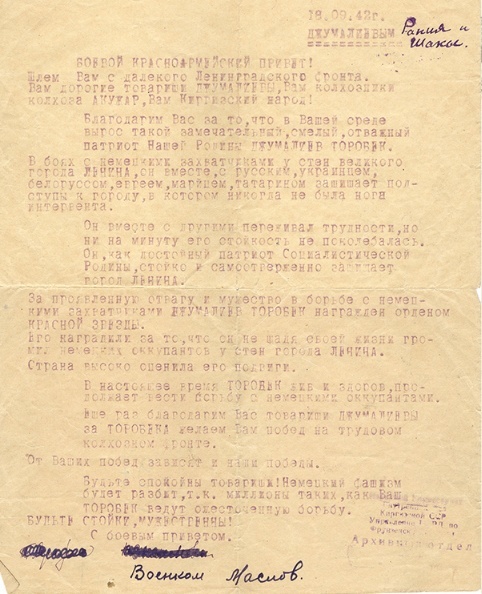 18.09.42г.
ДЖУМАЛИЕВЫМ Рания и
Шакы.
БОЕВОЙ КРАСНОАРМЕЙСКИЙ ПРИВЕТ!
Шлем Вам с далекого Ленинградского фронта.
Вам дорогие товарищи ДЖУМАЛИЕВЫ, Вам колхозники
колхоза АКУЖАР, Вам Киргизский народ!
Благодарим Вас за то, что в Вашей среде
вырос такой замечательный, смелый, отважный
патриот Нашей Родины ДЖУМАЛИЕВ ТОРОБЕК.
В боях с немецкими захватчиками у стен великого
города ЛЕНИНА, он вместе, с русским, украинцем,
белоруссом, евреем, марийцем, татарином защищает под-
ступы к городу, в котором никогда не была нога
интервента.
Он вместе с другими переживал трудности, но
ни на минуту его стойкость не поколебалась.
Он, как достойный патриот Социалистической
Родины, стойко и самоотверженно защищает
город ЛЕНИНА.
За проявленную отвагу и мужество в борьбе с немец-
кими захватчиками ДЖУМАЛИЕВ ТОРОБЕК награжден орденом
КРАСНОЙ ЗВЕЗДЫ.
Его наградили за то, что он не щадя своей жизни гро-
мил немецких оккупантов у стен города ЛЕНИНА.
Страна высоко оценила его подвиги.
В настоящее время ТОРОБЕК жив и здоров, про-
должает вести борьбу с немецкими оккупантами.
Еще раз благодарим Вас товарищи ДЖУМАЛИЕВЫ
за ТОРОБЕКА желаем Вам побед на трудовом
колхозном фронте.
От Ваших побед зависят и наши победы.
Будьте спокойны товарищи! Немецкий фашизм
будет разбит, т.к. миллионы таких, как Ваш
ТОРОБЕК ведут ожесточенную борьбу.
БУДЬТЕ СТОЙКИ, МУЖЕСТВЕННЫ!
С боевым приветом.
Военком Маслов.
Киргизской ССР
Архивный отдел